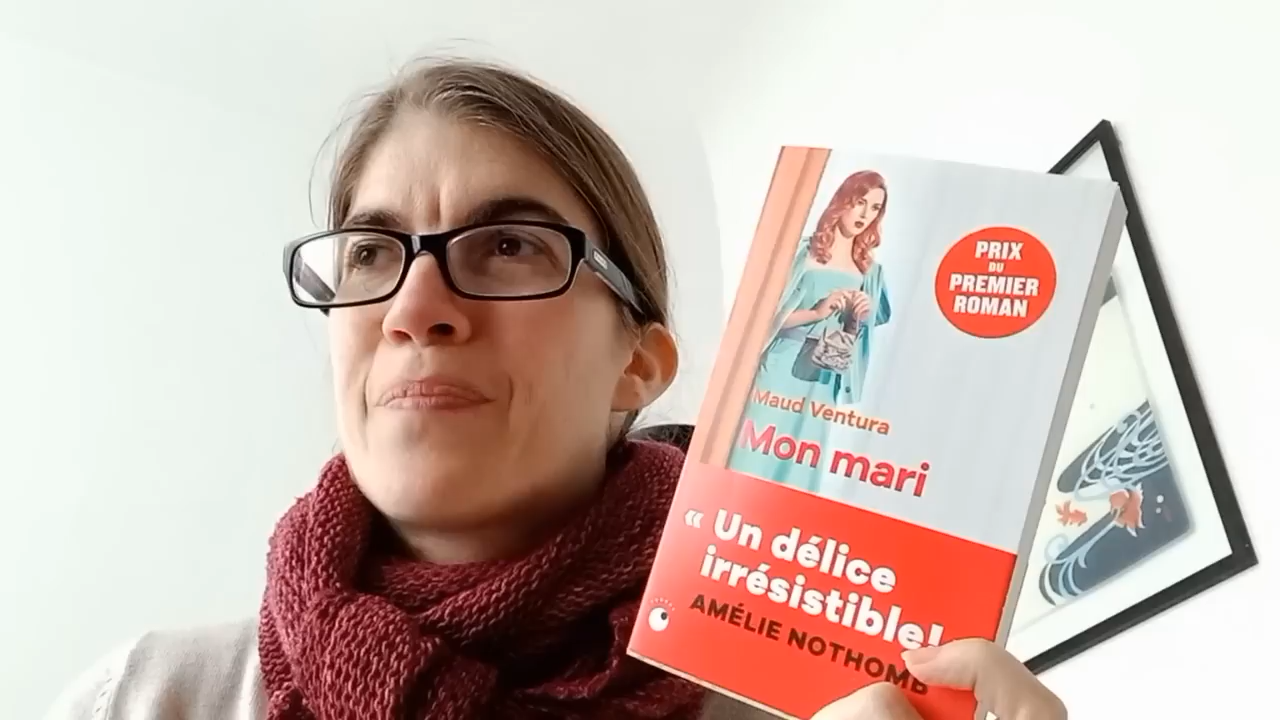 PRIX
DU
PREMIER
ROMAN
Maud Ventura
Mon mari
« Un délice
irrésistible!
AMÉLIE NOTHOMB